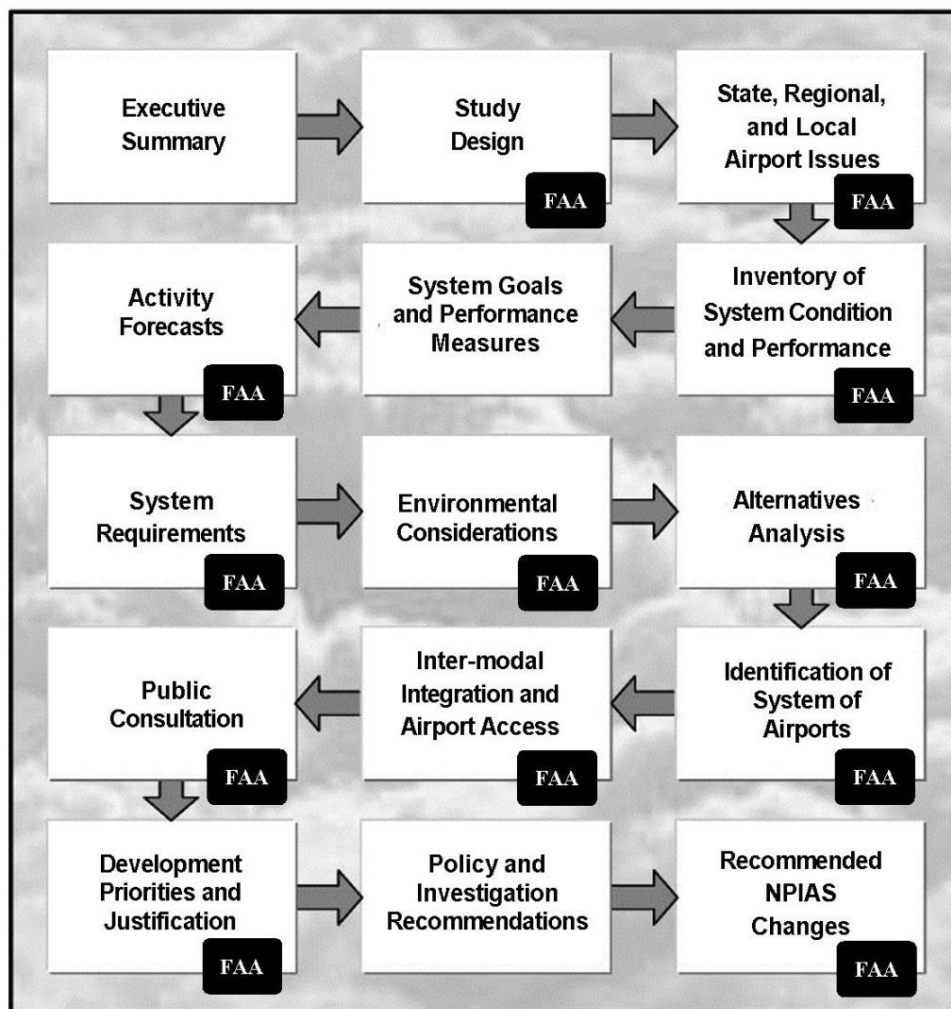 Executive
Summary
Study
Design
FAA
State, Regional,
and Local
Airport Issues
FAA
Activity
Forecasts
FAA
System Goals
and Performance
Measures
Inventory of
System Condition
and Performance
FAA
System
Requirements
FAA
Environmental
Considerations
FAA
Alternatives
Analysis
FAA
Public
Consultation
FAA
Inter-modal
Integration and
Airport Access
FAA
Identification of
System of
Airports
FAA
Development
Priorities and
Justification
FAA
Policy and
Investigation
Recommendations
Recommended
NPIAS
Changes
FAA